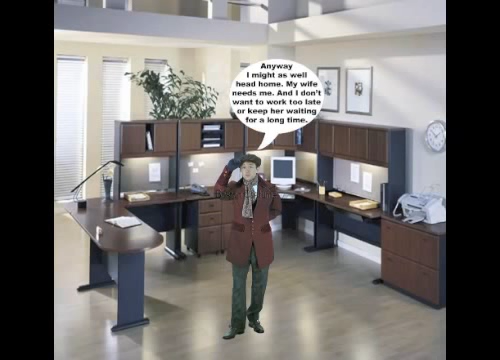 Anyway
I might as well
head home. My wife
needs me. And I don't
want to work too late
or keep her waiting
for a long time.